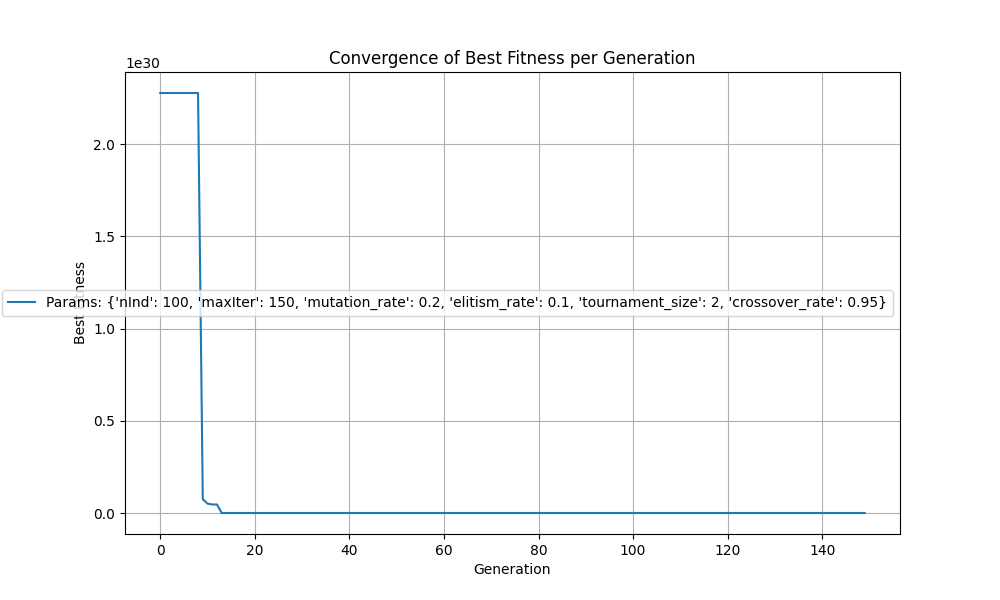 Convergence of Best Fitness per Generation
1e30
2.0
1.5
Params: {'nInd': 100, 'maxIter': 150, 'mutation_rate': 0.2, 'elitism_rate': 0.1, 'tournament_size': 2, 'crossover_rate': 0.95}
Best Fitness
1.0
0.5
0.0
0 20 40 60 80 100 120 140
Generation